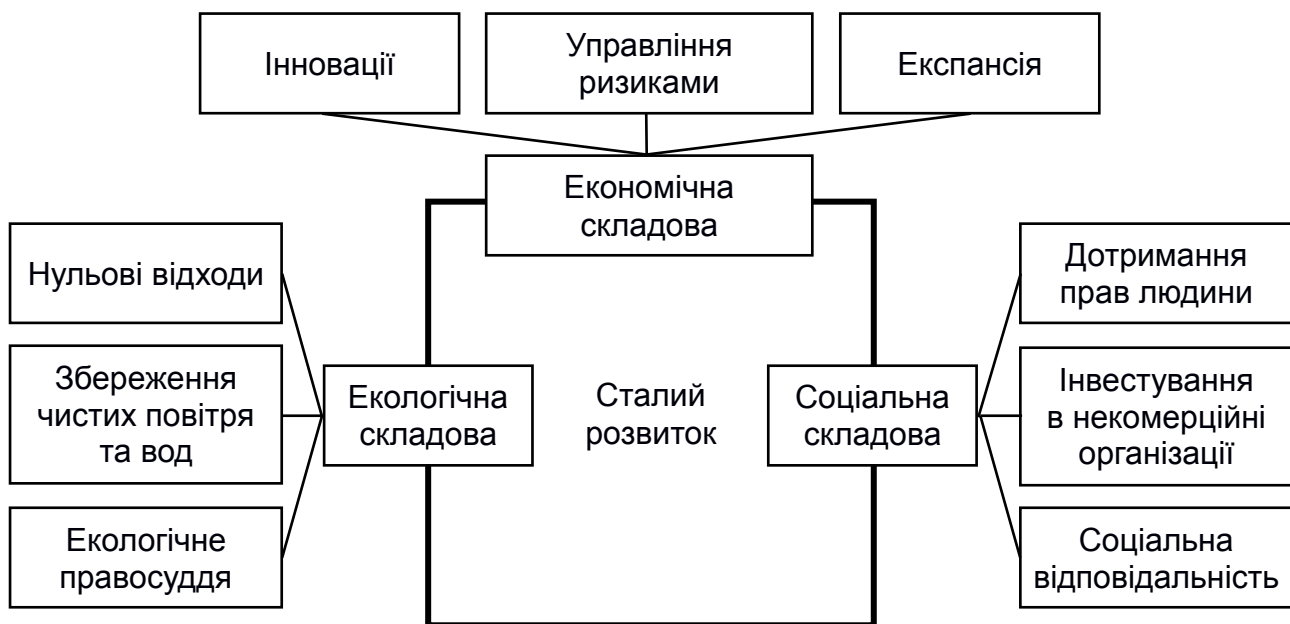 Інновації
Управління
ризиками
Експансія
Економічна
складова
Нульові відходи
Збереження
чистих повітря
та вод
Екологічне
правосуддя
Екологічна
складова
Сталий
розвиток
Соціальна
складова
Дотримання
прав людини
Інвестування
в некомерційні
організації
Соціальна
відповідальність